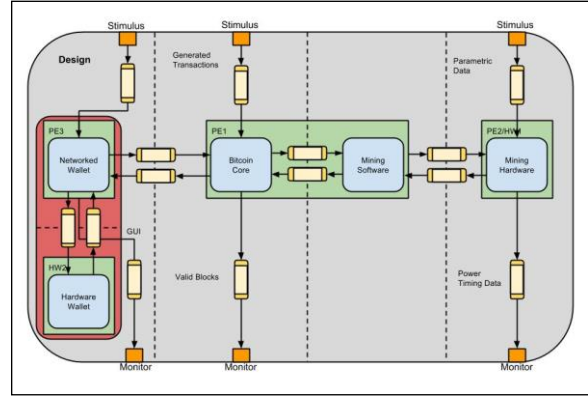 Stimulus
Stimulus
Stimulus
Design
Generated
Transactions
Parametric
Data
PE3
PE1
PE2/HW1
Networked
Wallet
Bitcoin
Core
Mining
Software
Mining
Hardware
GUI
HW2
Hardware
Wallet
Valid Blocks
Power
Timing Data
Monitor
Monitor
Monitor